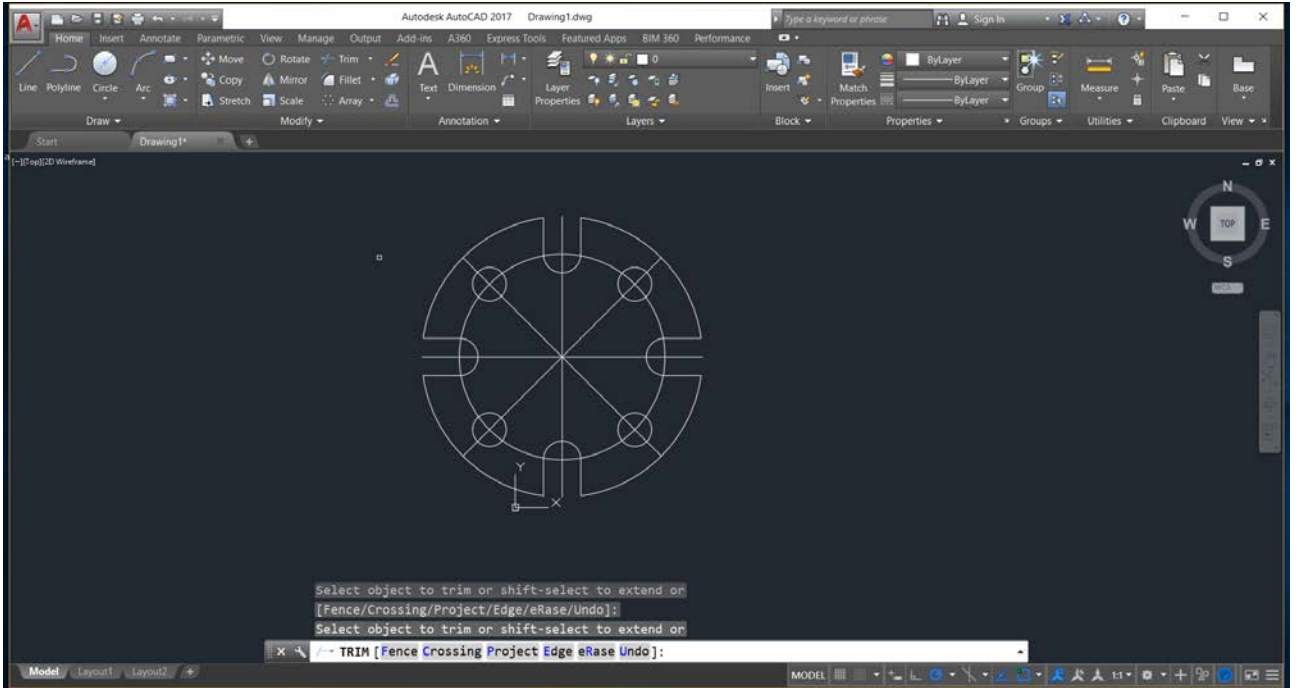 Autodesk AutoCAD 2017 Drawing1.dwg
Type a keyword or phrase
Sign In
Home Insert Annotate Parametric View Manage Output Add-ins A360 Express Tools Featured Apps BIM 360 Performance
Line Polyline Circle Arc
Move Rotate Trim
Copy Mirror Fillet
Stretch Scale Array
Text Dimension
Layer Properties
0
Insert
Match Properties
ByLayer
ByLayer
ByLayer
Group
Measure
Paste
Base
Draw Modify Annotation Layers Block Properties Groups Utilities Clipboard View
Start Drawing1* +
[-][Top][2D Wireframe]
N
W TOP E
S
WCS
Y
X
Select object to trim or shift-select to extend or
[Fence/Crossing/Project/Edge/eRase/Undo]:
Select object to trim or shift-select to extend or
TRIM [Fence Crossing Project Edge eRase Undo]:
Model Layout1 Layout2 +
MODEL 1:1